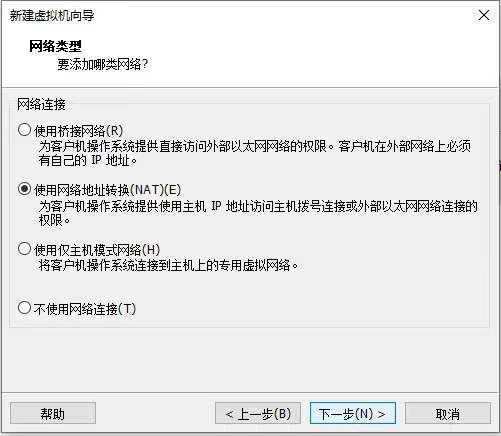 新建虚拟机向导
网络类型
要添加哪类网络?
网络连接
使用桥接网络(R)
为客户机操作系统提供直接访问外部以太网网络的权限。客户机在外部网络上必须
有自己的 IP 地址。
使用网络地址转换(NAT)(E)
为客户机操作系统提供使用主机 IP 地址访问主机拨号连接或外部以太网网络连接的
权限。
使用仅主机模式网络(H)
将客户机操作系统连接到主机上的专用虚拟网络。
不使用网络连接(T)
帮助
< 上一步(B)
下一步(N) >
取消